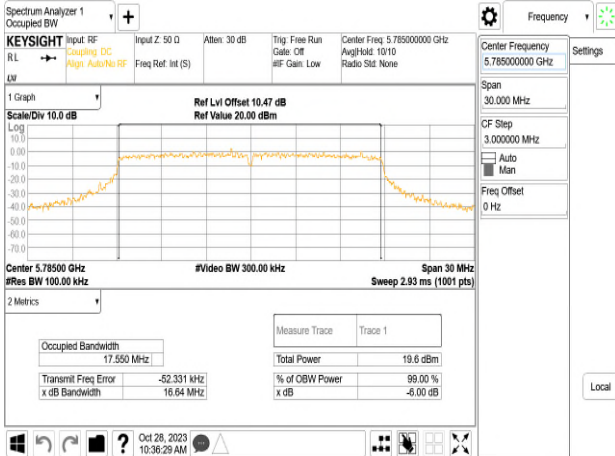 Spectrum Analyzer 1
Occupied BW
+
Frequency
KEYSIGHT Input: RF Input Z: 50 Ω Atten: 30 dB Trig: Free Run Center Freq: 5.785000000 GHz
RL Coupling: DC Gate: Off Avg|Hold: 10/10
Align: Auto/No RF Freq Ref: Int (S) #IF Gain: Low Radio Std: None
LXI
Center Frequency
5.785000000 GHz
Settings
Span
30.000 MHz
CF Step
3.000000 MHz
Auto
Man
Freq Offset
0 Hz
Local
1 Graph
Ref Lvl Offset 10.47 dB
Scale/Div 10.0 dB Ref Value 20.00 dBm
Log
10.0
0.00
-10.0
-20.0
-30.0
-40.0
-50.0
-60.0
-70.0
Center 5.78500 GHz #Video BW 300.00 kHz Span 30 MHz
#Res BW 100.00 kHz Sweep 2.93 ms (1001 pts)
2 Metrics
Measure Trace Trace 1
Occupied Bandwidth
17.550 MHz Total Power 19.6 dBm
Transmit Freq Error -52.331 kHz % of OBW Power 99.00 %
x dB Bandwidth 16.64 MHz x dB -6.00 dB
? Oct 28, 2023
10:36:29 AM